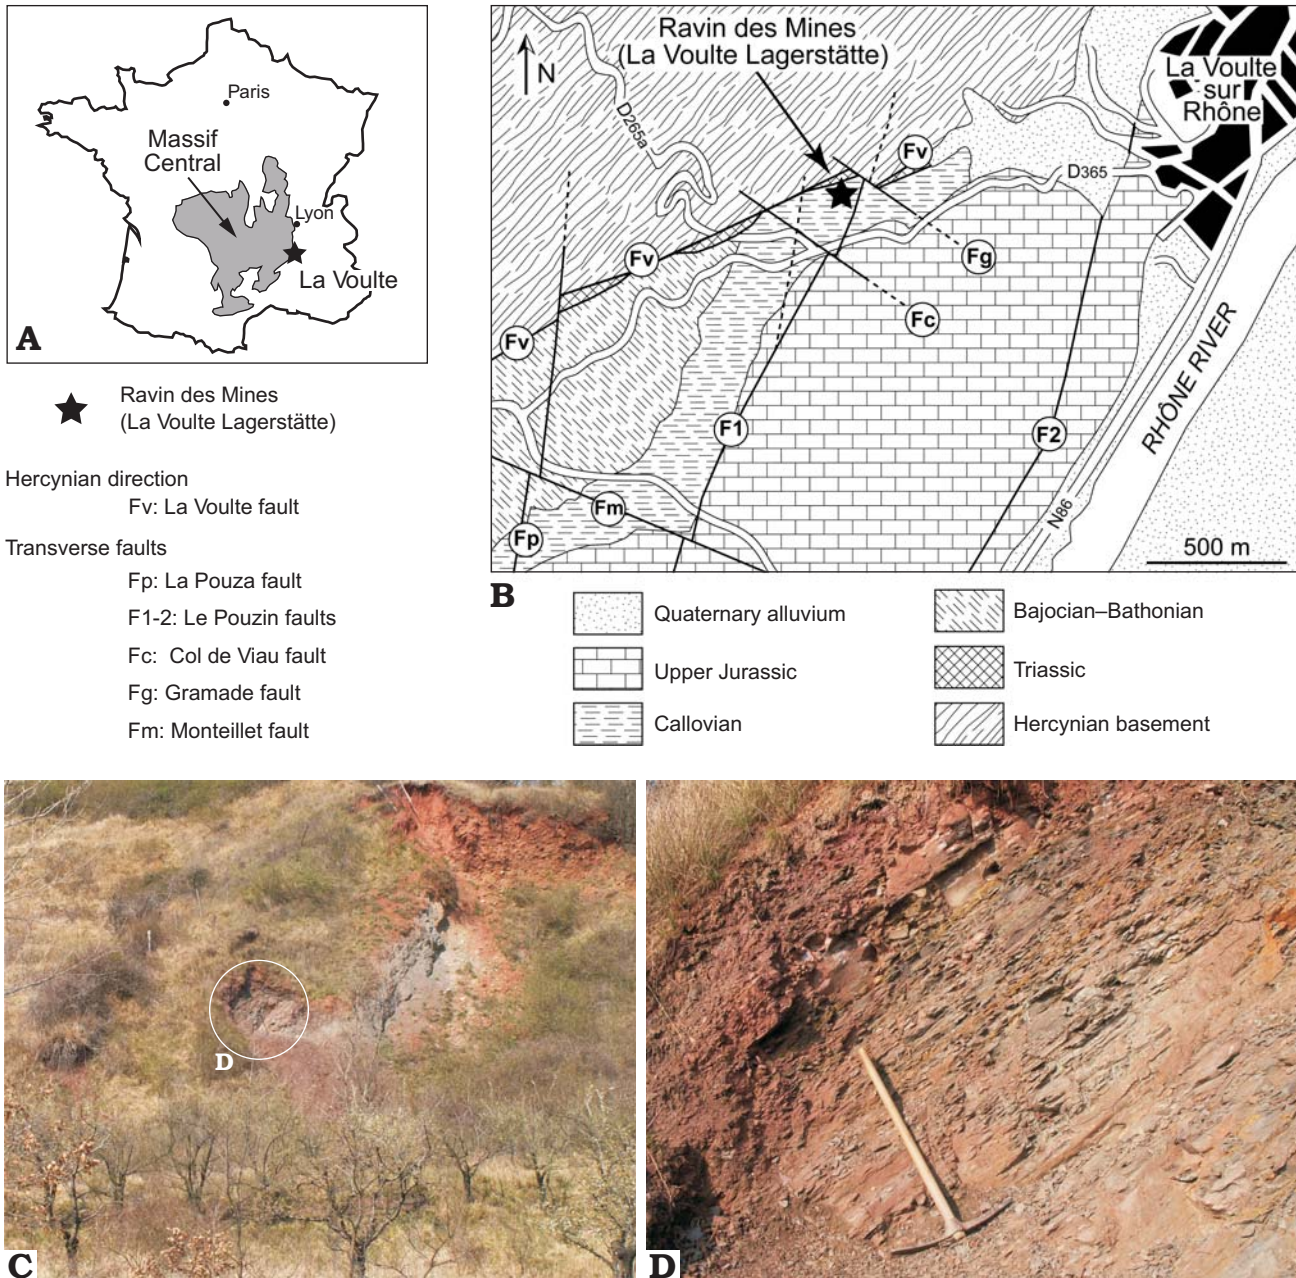 Paris
Massif
Central
Lyon
La Voulte
A
Ravin des Mines
(La Voulte Lagerstätte)
Hercynian direction
Fv: La Voulte fault
Transverse faults
Fp: La Pouza fault
F1-2: Le Pouzin faults
Fc: Col de Viau fault
Fg: Gramade fault
Fm: Monteillet fault
Ravin des Mines
(La Voulte Lagerstätte)
N
La Voulte
sur
Rhône
D265a
Fv
D365
Fv
Fg
Fc
Fv
F1
F2
RHÔNE RIVER
N86
Fm
Fp
500 m
B
Quaternary alluvium
Upper Jurassic
Callovian
Bajocian–Bathonian
Triassic
Hercynian basement
D
C
D